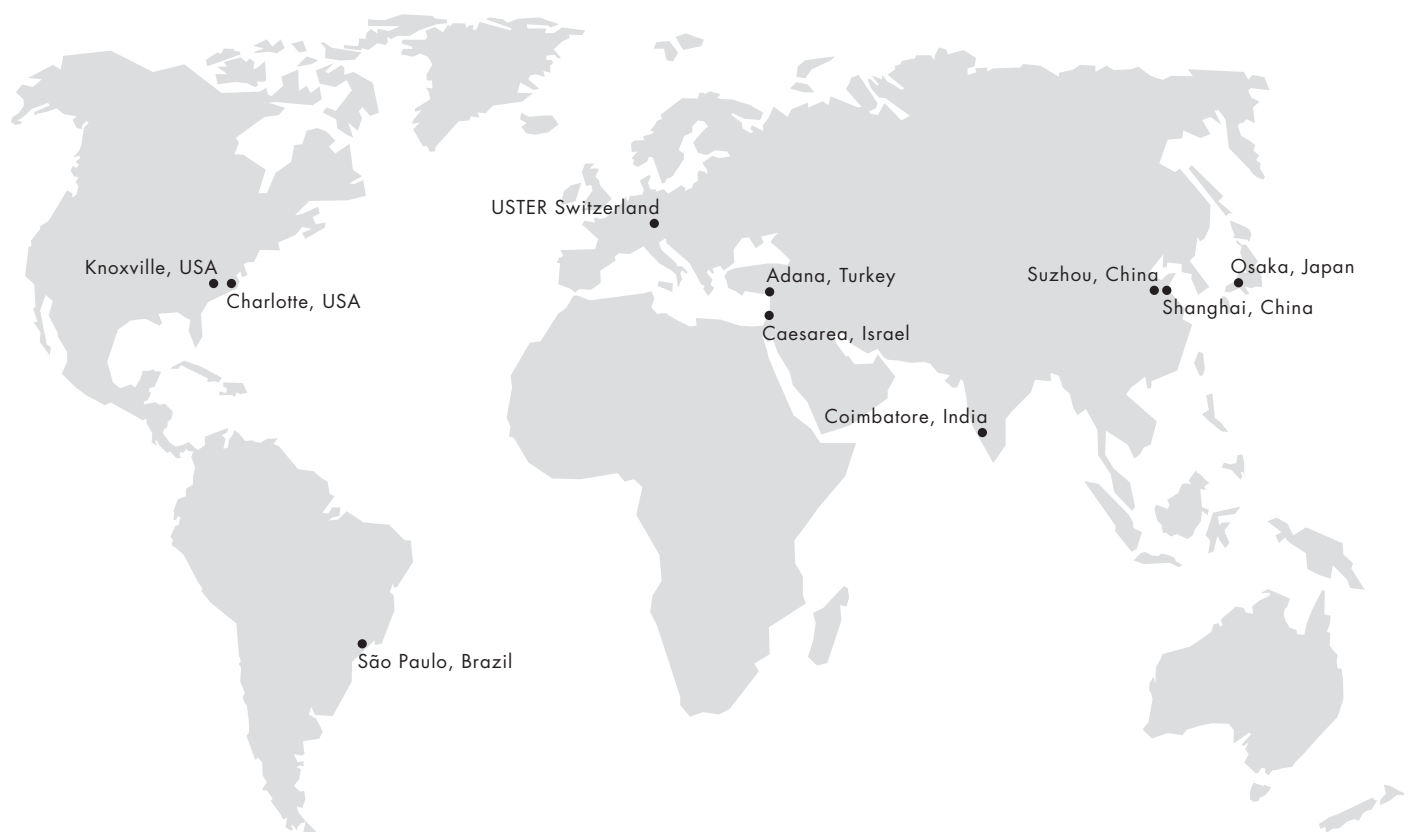 USTER Switzerland
Knoxville, USA
Charlotte, USA
Adana, Turkey
Caesarea, Israel
Suzhou, China
Osaka, Japan
Shanghai, China
Coimbatore, India
São Paulo, Brazil